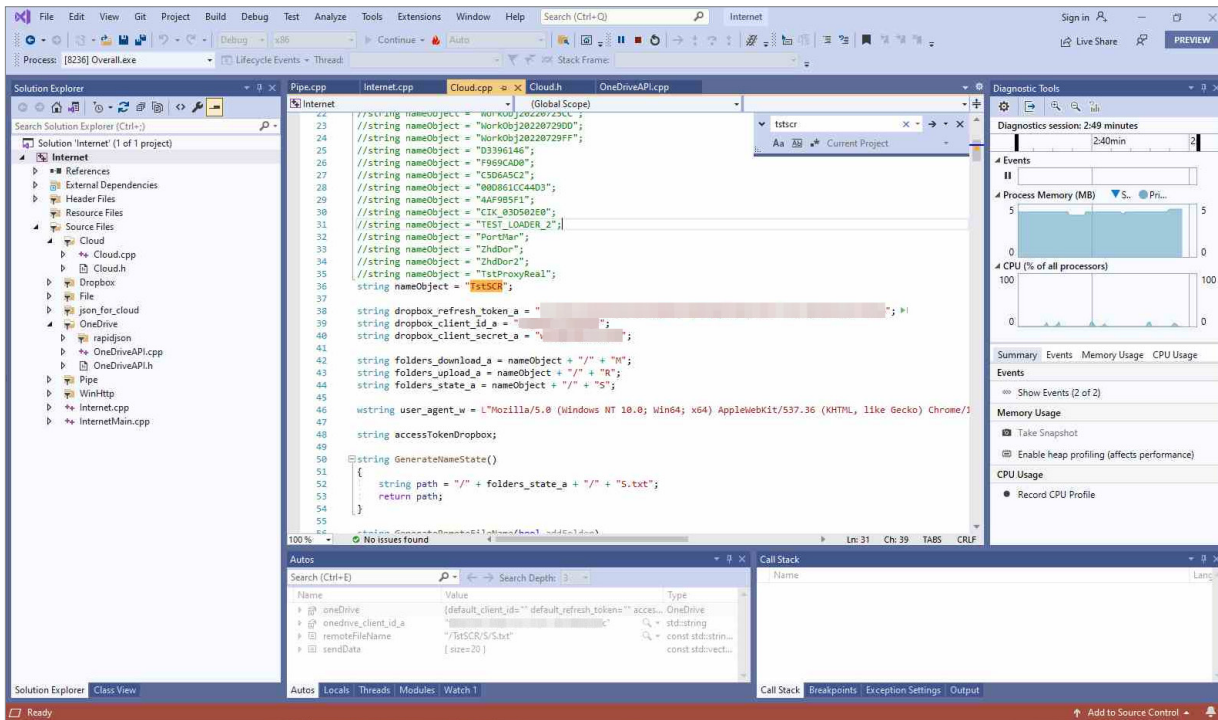 File Edit View Git Project Build Debug Test Analyze Tools Extensions Window Help Search (Ctrl+Q) Internet Sign in
Debug x86 Continue Auto Live Share PREVIEW
Process: [8236] Overall.exe Lifecycle Events Thread: Stack Frame:
Solution Explorer
Search Solution Explorer (Ctrl+;)
Solution 'Internet' (1 of 1 project)
Internet
References
External Dependencies
Header Files
Resource Files
Source Files
Cloud
Cloud.cpp
Cloud.h
Dropbox
File
json_for_cloud
OneDrive
rapidjson
OneDriveAPI.cpp
OneDriveAPI.h
Pipe
WinHttp
Internet.cpp
InternetMain.cpp
Solution Explorer Class View
Pipe.cpp Internet.cpp Cloud.cpp Cloud.h OneDriveAPI.cpp
Internet (Global Scope)
tstscr
Aa Current Project
22 //string nameObject = "WorkObj20220725CC";
23 //string nameObject = "WorkObj20220729DD";
24 //string nameObject = "WorkObj20220729FF";
25 //string nameObject = "D3396146";
26 //string nameObject = "F969CAD0";
27 //string nameObject = "C5D6A5C2";
28 //string nameObject = "00D861CC44D3";
29 //string nameObject = "4AF9B5F1";
30 //string nameObject = "CIK_03D502E0";
31 //string nameObject = "TEST_LOADER_2";
32 //string nameObject = "PortMar";
33 //string nameObject = "ZhdDor";
34 //string nameObject = "ZhdDor2";
35 //string nameObject = "TstProxyReal";
36 string nameObject = "TstSCR";
37
38 string dropbox_refresh_token_a = " ";
39 string dropbox_client_id_a = " ";
40 string dropbox_client_secret_a = " ";
41
42 string folders_download_a = nameObject + "/" + "M";
43 string folders_upload_a = nameObject + "/" + "R";
44 string folders_state_a = nameObject + "/" + "S";
45
46 wstring user_agent_w = L"Mozilla/5.0 (Windows NT 10.0; Win64; x64) AppleWebKit/537.36 (KHTML, like Gecko) Chrome/1
47
48 string accessTokenDropbox;
49
50 string GenerateNameState()
51 {
52 string path = "/" + folders_state_a + "/" + "S.txt";
53 return path;
54 }
55
100 % No issues found Ln: 31 Ch: 39 TABS CRLF
Diagnostic Tools
Diagnostics session: 2:49 minutes
2:40min 2
Events
Process Memory (MB) S.. Pri...
5 5
0 0
CPU (% of all processors)
100 100
0 0
Summary Events Memory Usage CPU Usage
Events
Show Events (2 of 2)
Memory Usage
Take Snapshot
Enable heap profiling (affects performance)
CPU Usage
Record CPU Profile
Autos
Search (Ctrl+E) Search Depth: 3
Name Value Type
oneDrive {default_client_id="" default_refresh_token="" acces... OneDrive
onedrive_client_id_a " c" std::string
remoteFileName "/TstSCR/S/S.txt" const std::strin...
sendData [ size=20 ] const std::vect...
Autos Locals Threads Modules Watch 1
Call Stack
Name Lang
Call Stack Breakpoints Exception Settings Output
Ready Add to Source Control